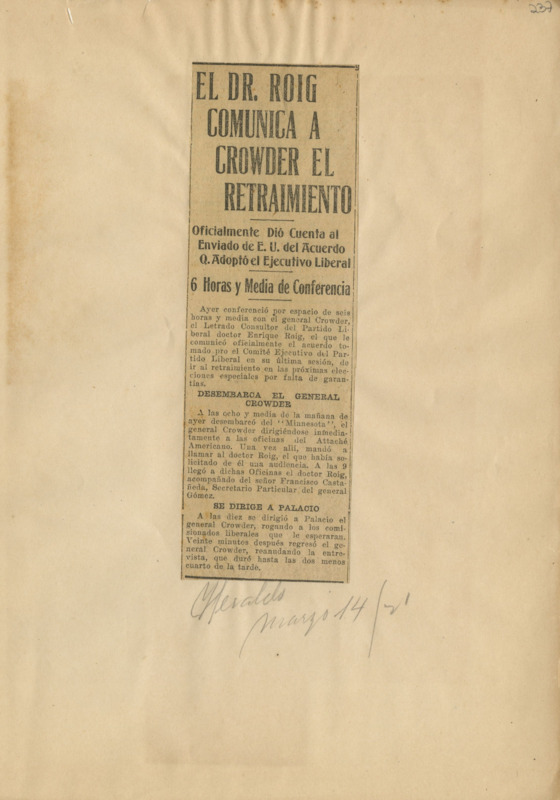 237
EL DR. ROIG
COMUNICA A
CROWDER EL
RETRAIMIENTO
Oficialmente Dió Cuenta al
Enviado de E. U. del Acuerdo
Q. Adoptó el Ejecutivo Liberal
6 Horas y Media de Conferencia
Ayer conferenció por espacio de seis
horas y media con el general Crowder,
el Letrado Consultor del Partido Li-
beral doctor Enrique Roig, el que le
comunicó oficialmente el acuerdo to-
mado pro el Comité Ejecutivo del Par-
tido Liberal en su última sesión, de
ir al retraimiento en las próximas elec-
ciones especiales por falta de garan-
tías.
DESEMBARCA EL GENERAL
CROWDER
A las ocho y media de la mañana de
ayer desembarcó del "Minnesota", el
general Crowder dirigiéndose inmedia-
tamente a las oficinas del Attaché
Americano. Una vez allí, mandó a
llamar al doctor Roig, el que había so-
licitado de él una audiencia. A las 9
llegó a dichas Oficinas el doctor Roig,
acompañado del señor Francisco Casta-
ñeda, Secretario Particular del general
Gómez.
SE DIRIGE A PALACIO
A las diez se dirigió a Palacio el
general Crowder, rogando a los comi-
sionados liberales que le esperaran.
Veinte minutos después regresó el ge-
neral Crowder, reanudando la entre-
vista, que duró hasta las dos menos
cuarto de la tarde.
Heraldo
marzo 14/21